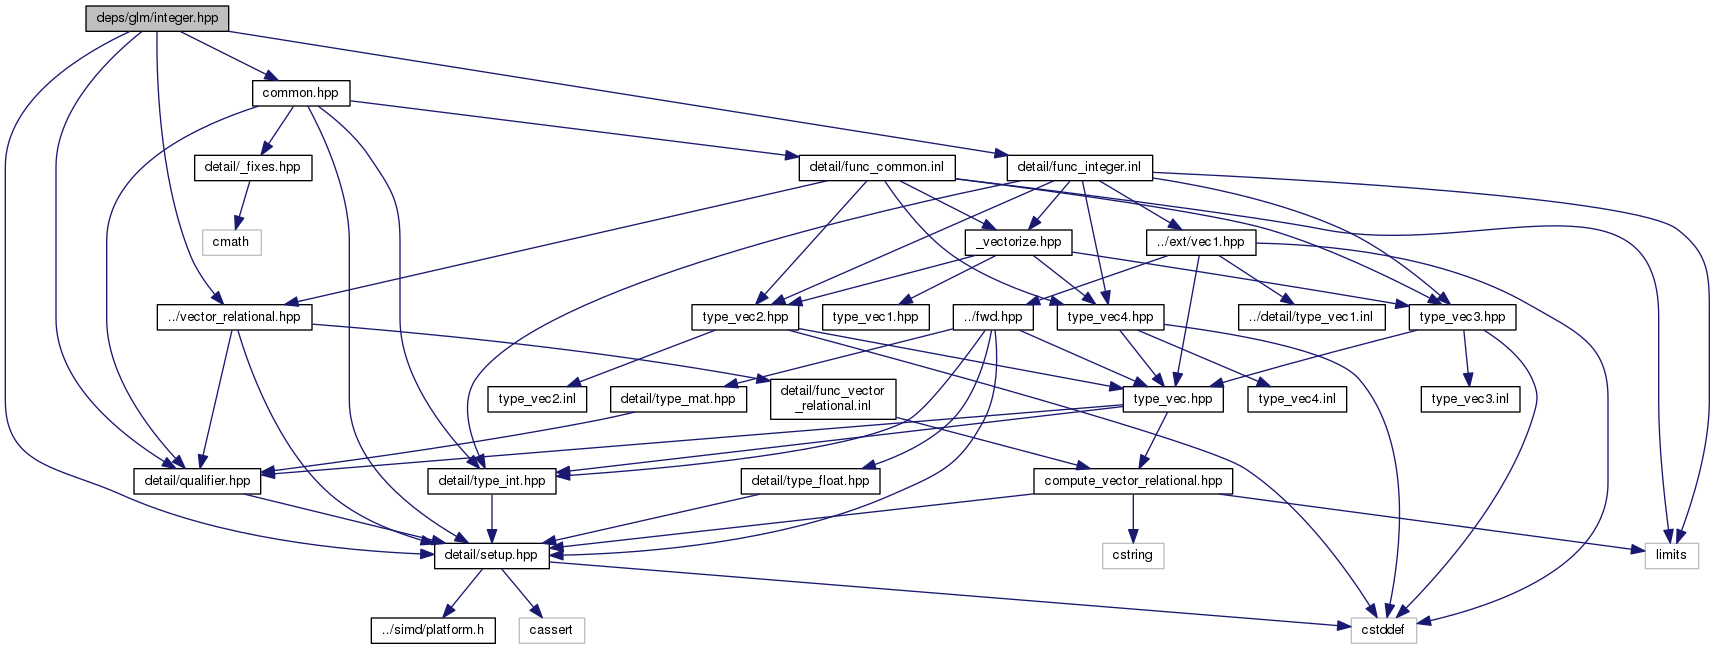 deps/glm/integer.hpp
common.hpp
detail/_fixes.hpp
detail/func_common.inl
detail/func_integer.inl
cmath
_vectorize.hpp
../ext/vec1.hpp
../vector_relational.hpp
type_vec2.hpp
type_vec1.hpp
../fwd.hpp
type_vec4.hpp
../detail/type_vec1.inl
type_vec3.hpp
type_vec2.inl
detail/type_mat.hpp
detail/func_vector
_relational.inl
type_vec.hpp
type_vec4.inl
type_vec3.inl
detail/qualifier.hpp
detail/type_int.hpp
detail/type_float.hpp
compute_vector_relational.hpp
detail/setup.hpp
cstring
limits
../simd/platform.h
cassert
cstddef